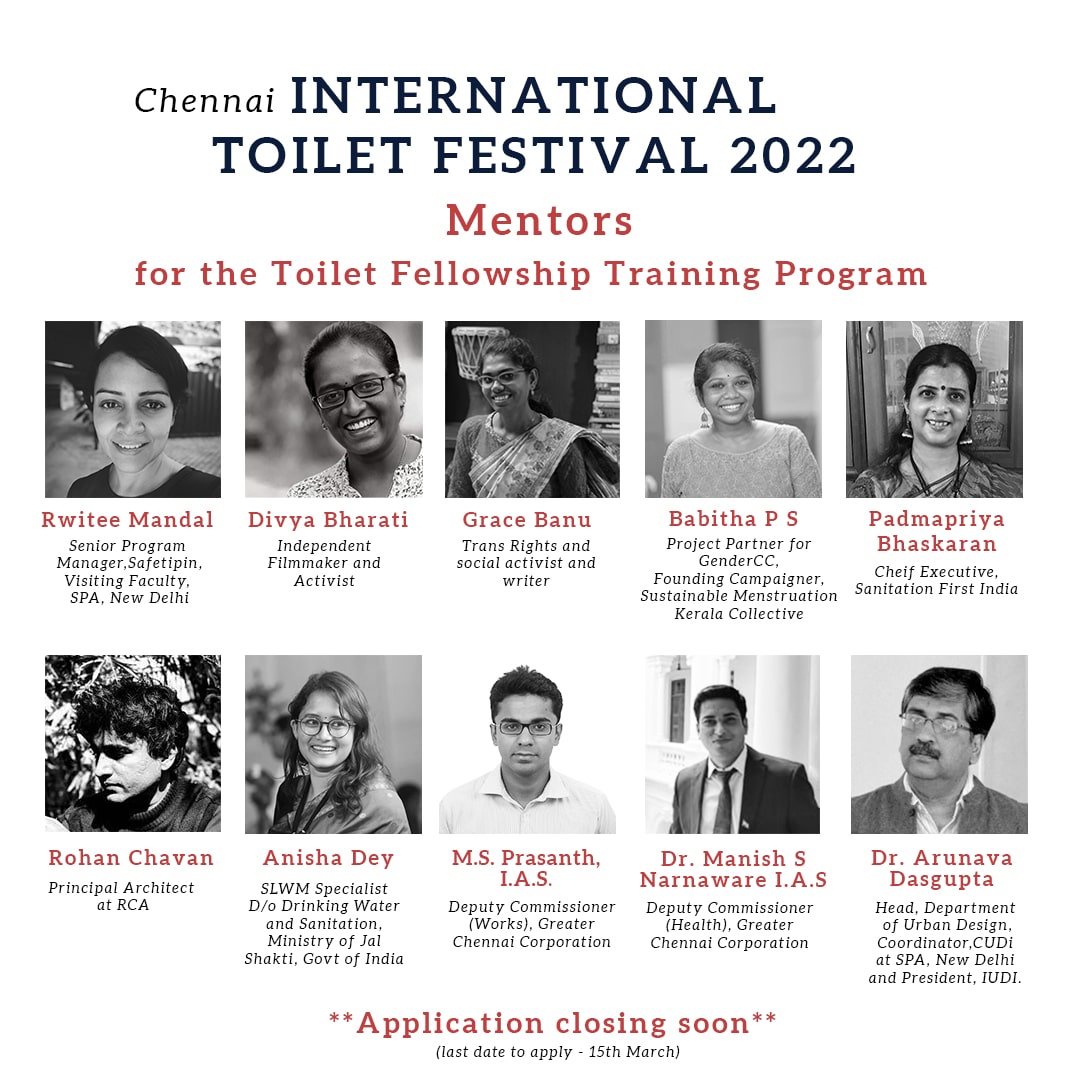 Chennai INTERNATIONAL
TOILET FESTIVAL 2022
Mentors
for the Toilet Fellowship Training Program
Rwitee Mandal
Senior Program
Manager,Safetipin,
Visiting Faculty,
SPA, New Delhi
Divya Bharati
Independent
Filmmaker and
Activist
Grace Banu
Trans Rights and
social activist and
writer
Babitha P S
Project Partner for
GenderCC,
Founding Campaigner,
Sustainable Menstruation
Kerala Collective
Padmapriya
Bhaskaran
Cheif Executive,
Sanitation First India
Rohan Chavan
Principal Architect
at RCA
Anisha Dey
SLWM Specialist
D/o Drinking Water
and Sanitation,
Ministry of Jal
Shakti, Govt of India
M.S. Prasanth,
I.A.S.
Deputy Commissioner
(Works), Greater
Chennai Corporation
Dr. Manish S
Narnaware I.A.S
Deputy Commissioner
(Health), Greater
Chennai Corporation
Dr. Arunava
Dasgupta
Head, Department
of Urban Design,
Coordinator,CUDi
at SPA, New Delhi
and President, IUDI.
**Application closing soon**
(last date to apply - 15th March)